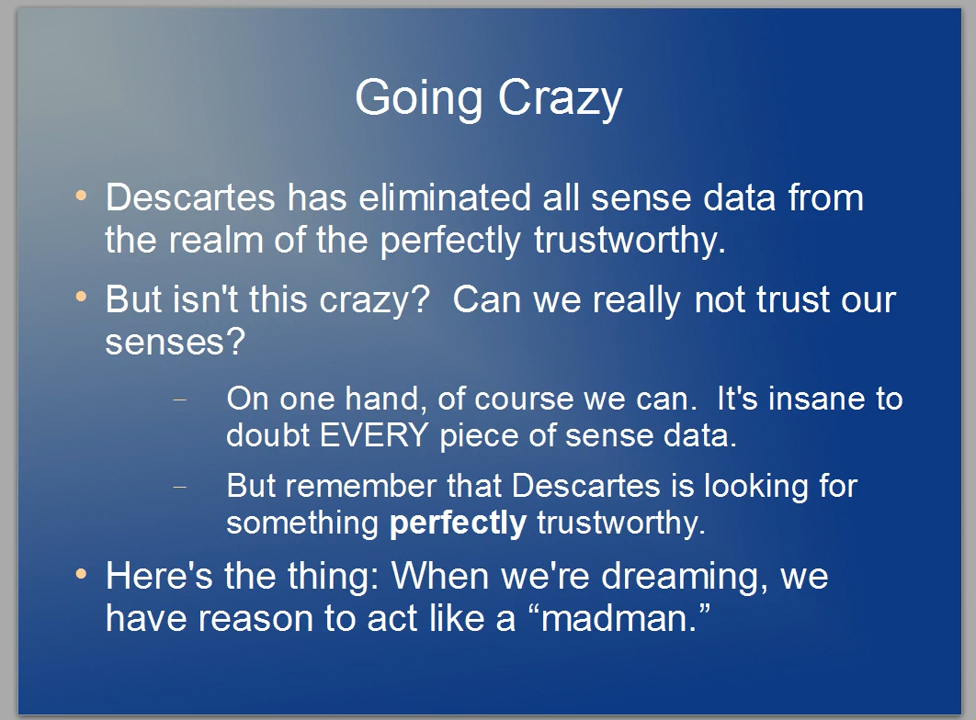 Going Crazy
• Descartes has eliminated all sense data from
the realm of the perfectly trustworthy.
• But isn't this crazy?  Can we really not trust our
senses?
– On one hand, of course we can.  It's insane to
doubt EVERY piece of sense data.
– But remember that Descartes is looking for
something perfectly trustworthy.
• Here's the thing: When we're dreaming, we
have reason to act like a “madman.”